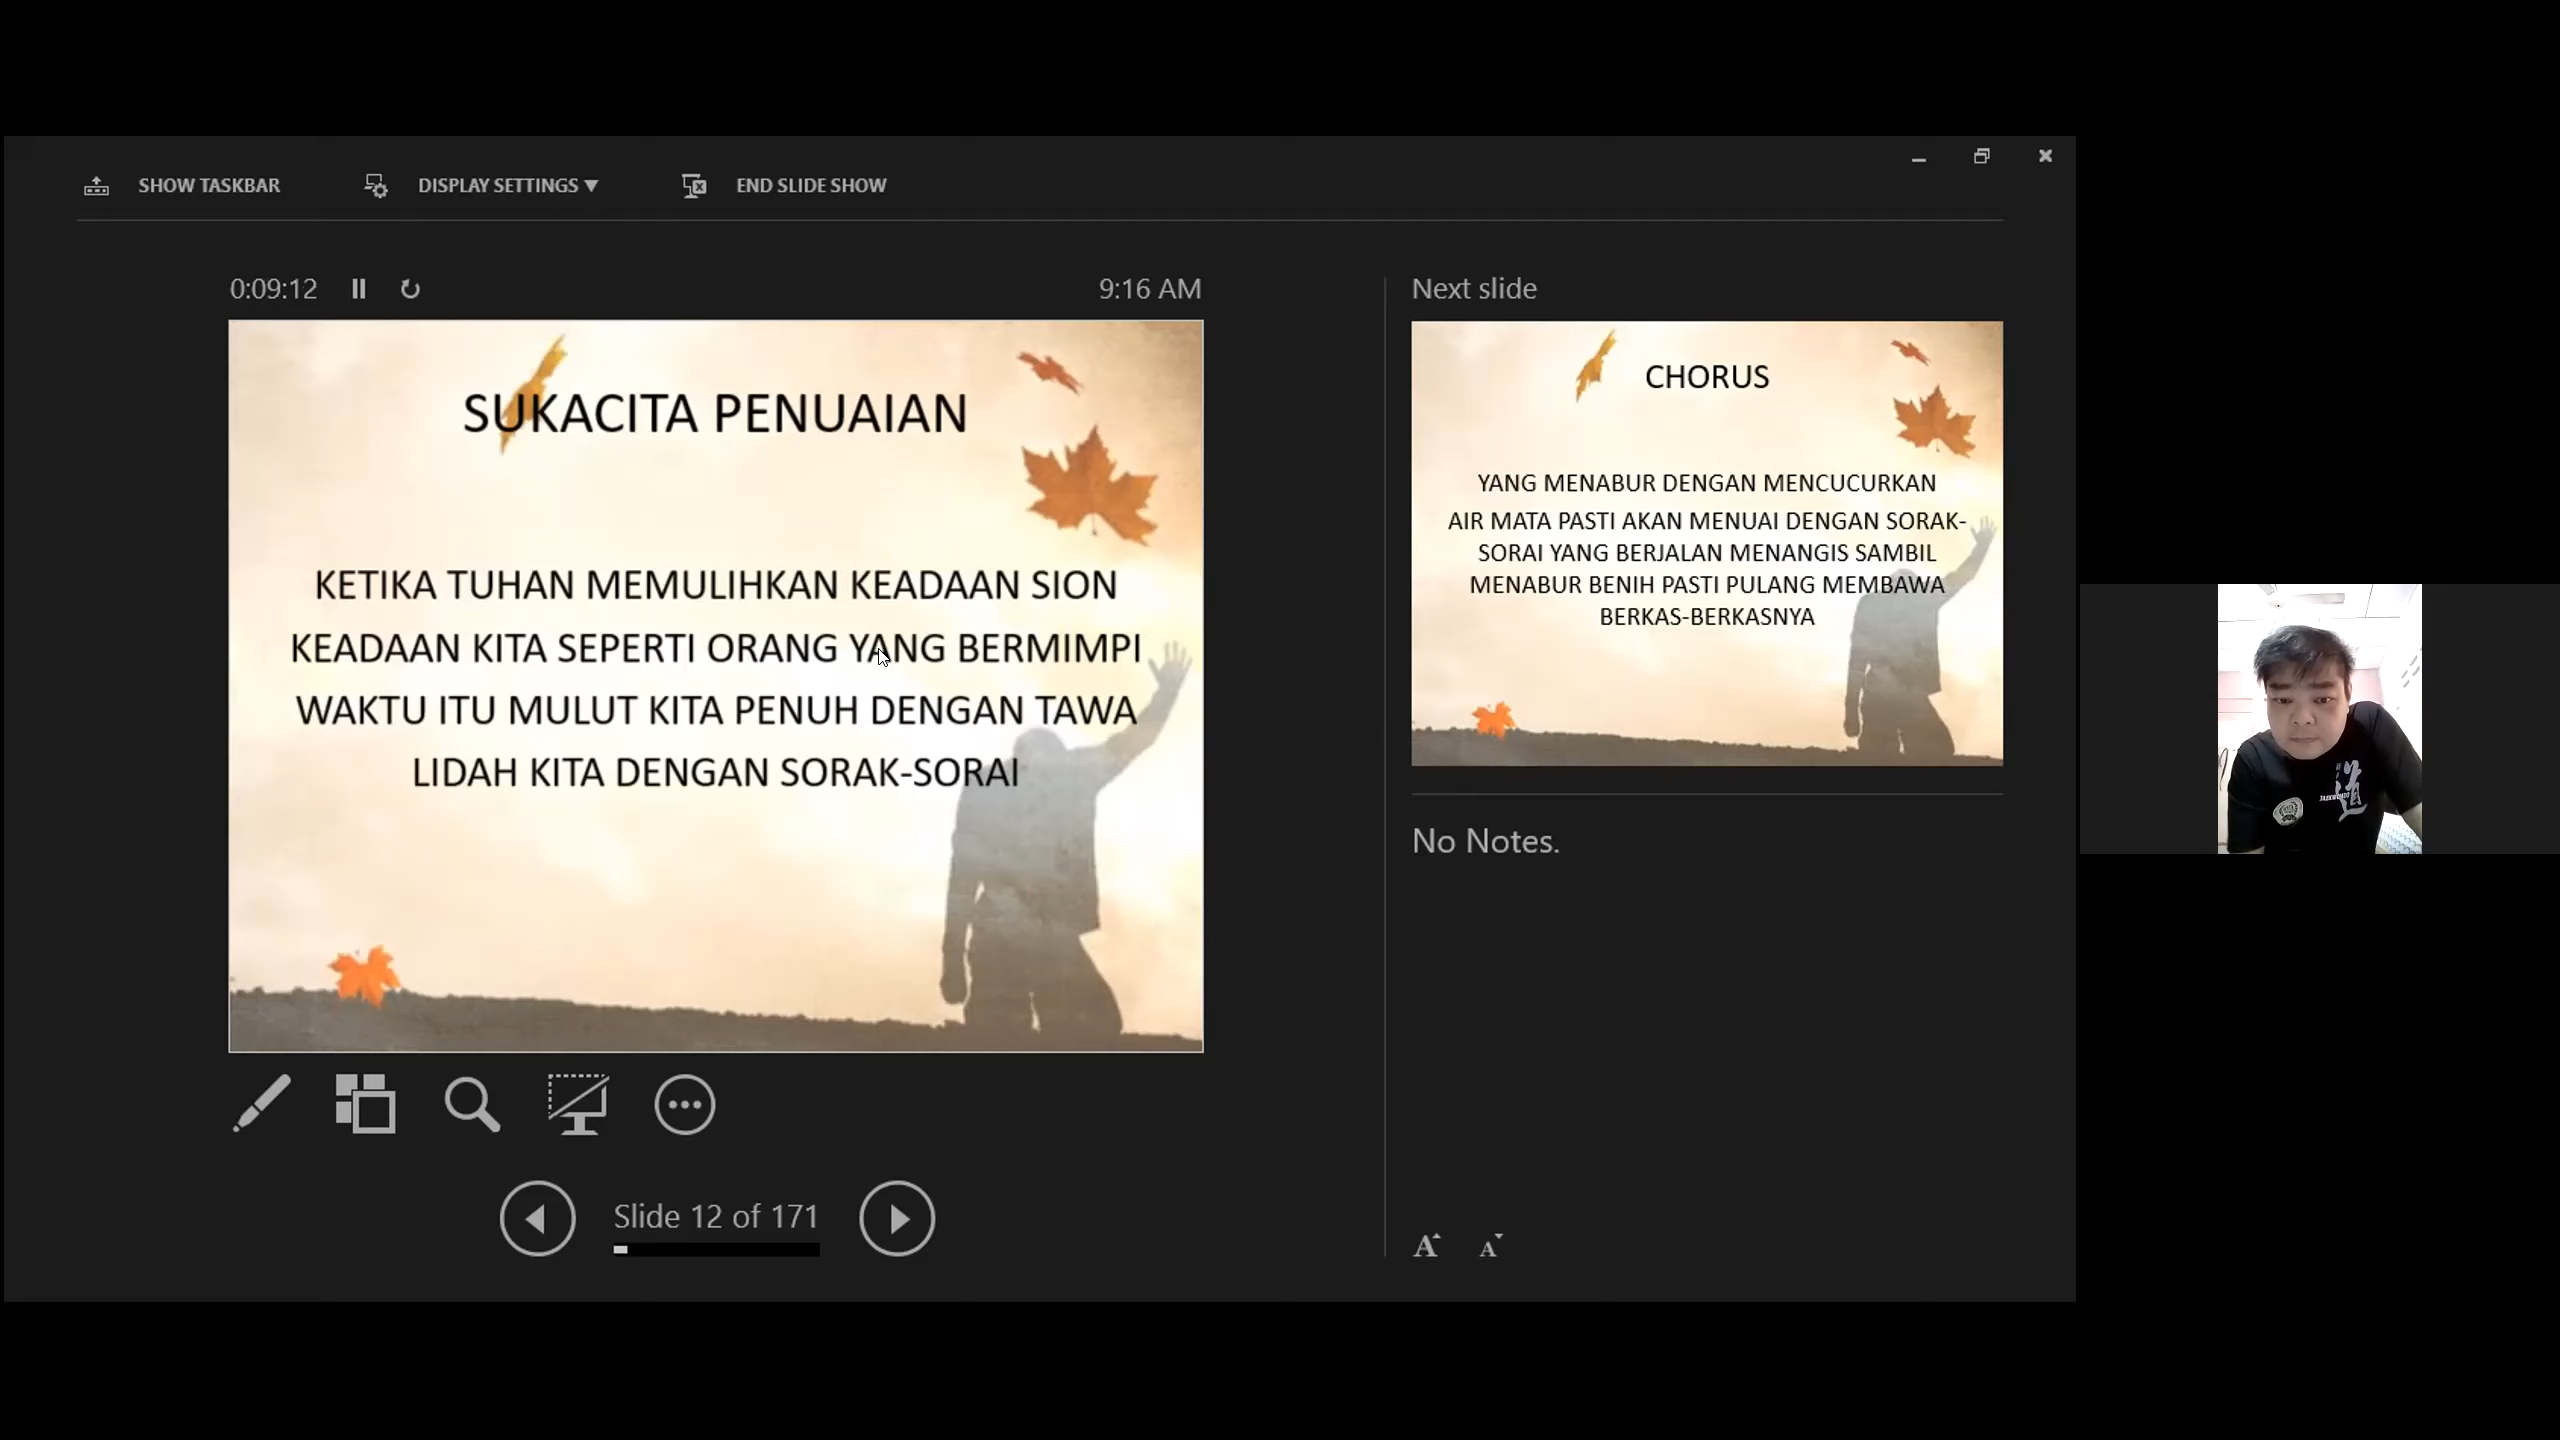 SHOW TASKBAR
DISPLAY SETTINGS ▼
END SLIDE SHOW
0:09:12
9:16 AM
SUKACITA PENUAIAN
KETIKA TUHAN MEMULIHKAN KEADAAN SION
KEADAAN KITA SEPERTI ORANG YANG BERMIMPI
WAKTU ITU MULUT KITA PENUH DENGAN TAWA
LIDAH KITA DENGAN SORAK-SORAI
Slide 12 of 171
Next slide
CHORUS
YANG MENABUR DENGAN MENCUCURKAN
AIR MATA PASTI AKAN MENUAI DENGAN SORAK-
SORAI YANG BERJALAN MENANGIS SAMBIL
MENABUR BENIH PASTI PULANG MEMBAWA
BERKAS-BERKASNYA
No Notes.
A A
道
TAEKWONDO